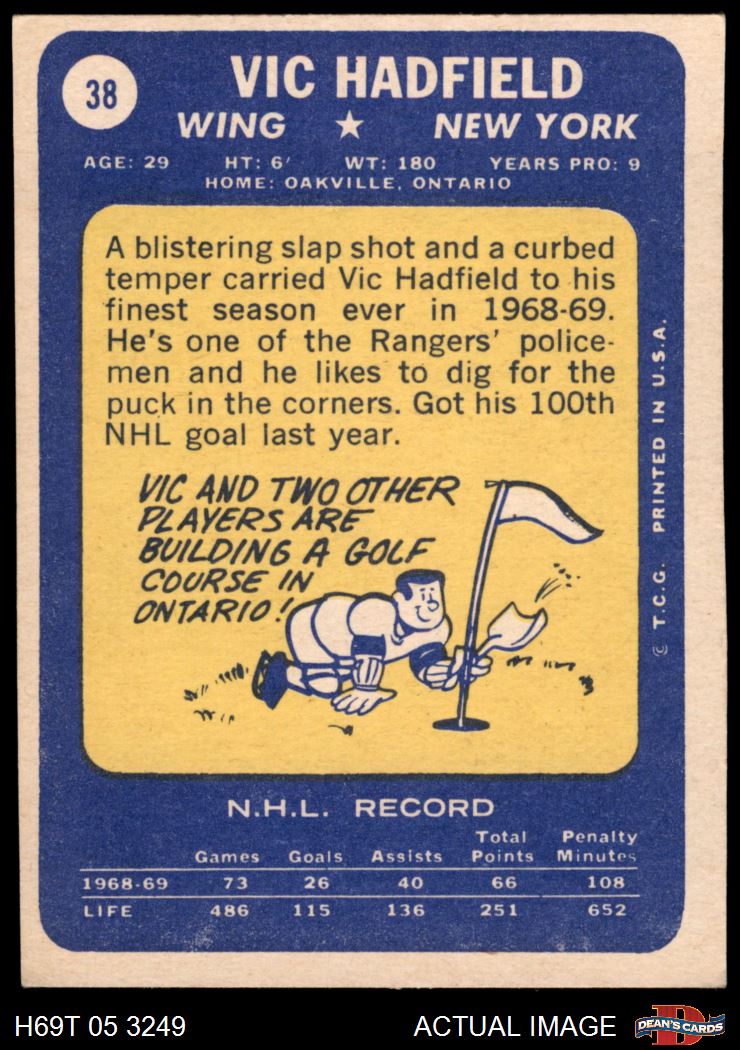 38
VIC HADFIELD
WING ★ NEW YORK
AGE: 29 HT: 6' WT: 180 YEARS PRO: 9
HOME: OAKVILLE, ONTARIO
A blistering slap shot and a curbed
temper carried Vic Hadfield to his
finest season ever in 1968-69.
He's one of the Rangers' police-
men and he likes to dig for the
puck in the corners. Got his 100th
NHL goal last year.
VIC AND TWO OTHER
PLAYERS ARE
BUILDING A GOLF
COURSE IN
ONTARIO!
© T.C.G. PRINTED IN U.S.A.
N.H.L. RECORD
Games Goals Assists Total Points Penalty Minutes
1968-69 73 26 40 66 108
LIFE 486 115 136 251 652
H69T 05 3249 ACTUAL IMAGE
D
DEAN'S CARDS